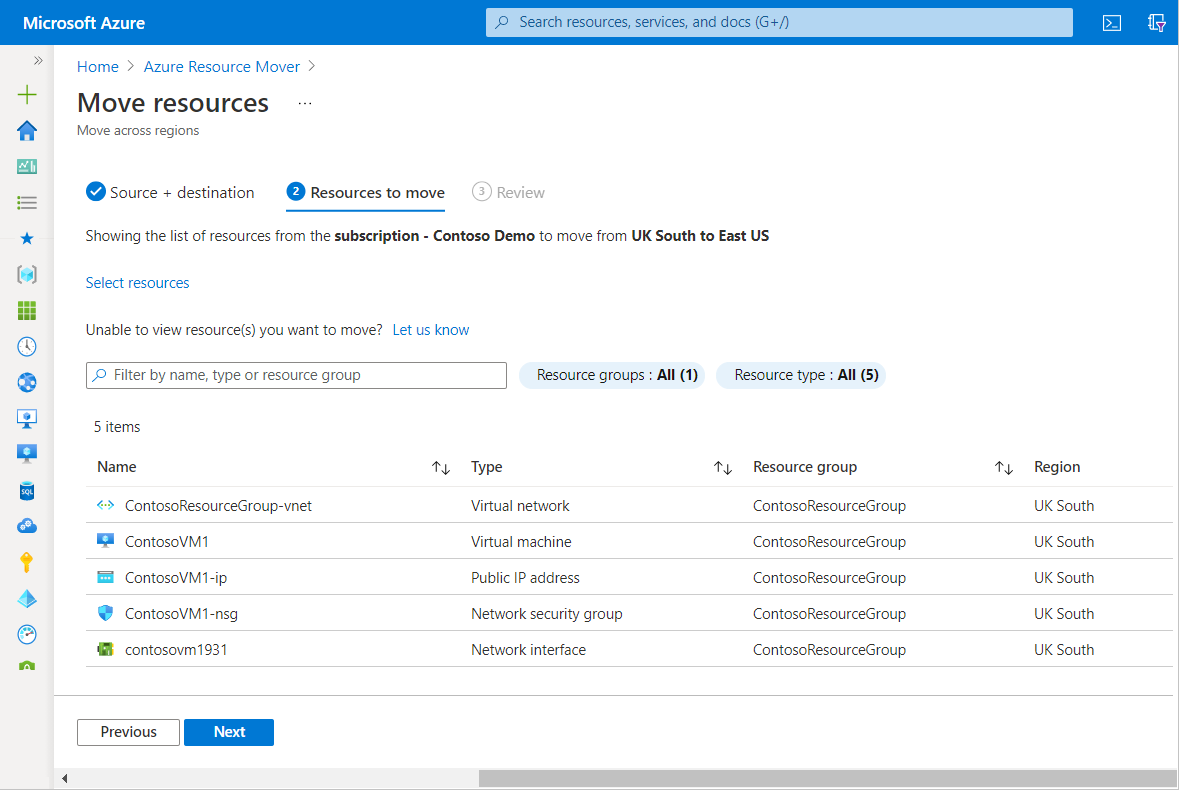 Microsoft Azure
Search resources, services, and docs (G+/)
Home > Azure Resource Mover >
Move resources ...
Move across regions
Source + destination 2 Resources to move 3 Review
Showing the list of resources from the subscription - Contoso Demo to move from UK South to East US
Select resources
Unable to view resource(s) you want to move? Let us know
Filter by name, type or resource group Resource groups : All (1) Resource type : All (5)
5 items
Name Type Resource group Region
ContosoResourceGroup-vnet Virtual network ContosoResourceGroup UK South
ContosoVM1 Virtual machine ContosoResourceGroup UK South
ContosoVM1-ip Public IP address ContosoResourceGroup UK South
ContosoVM1-nsg Network security group ContosoResourceGroup UK South
contosovm1931 Network interface ContosoResourceGroup UK South
SQL
Previous Next